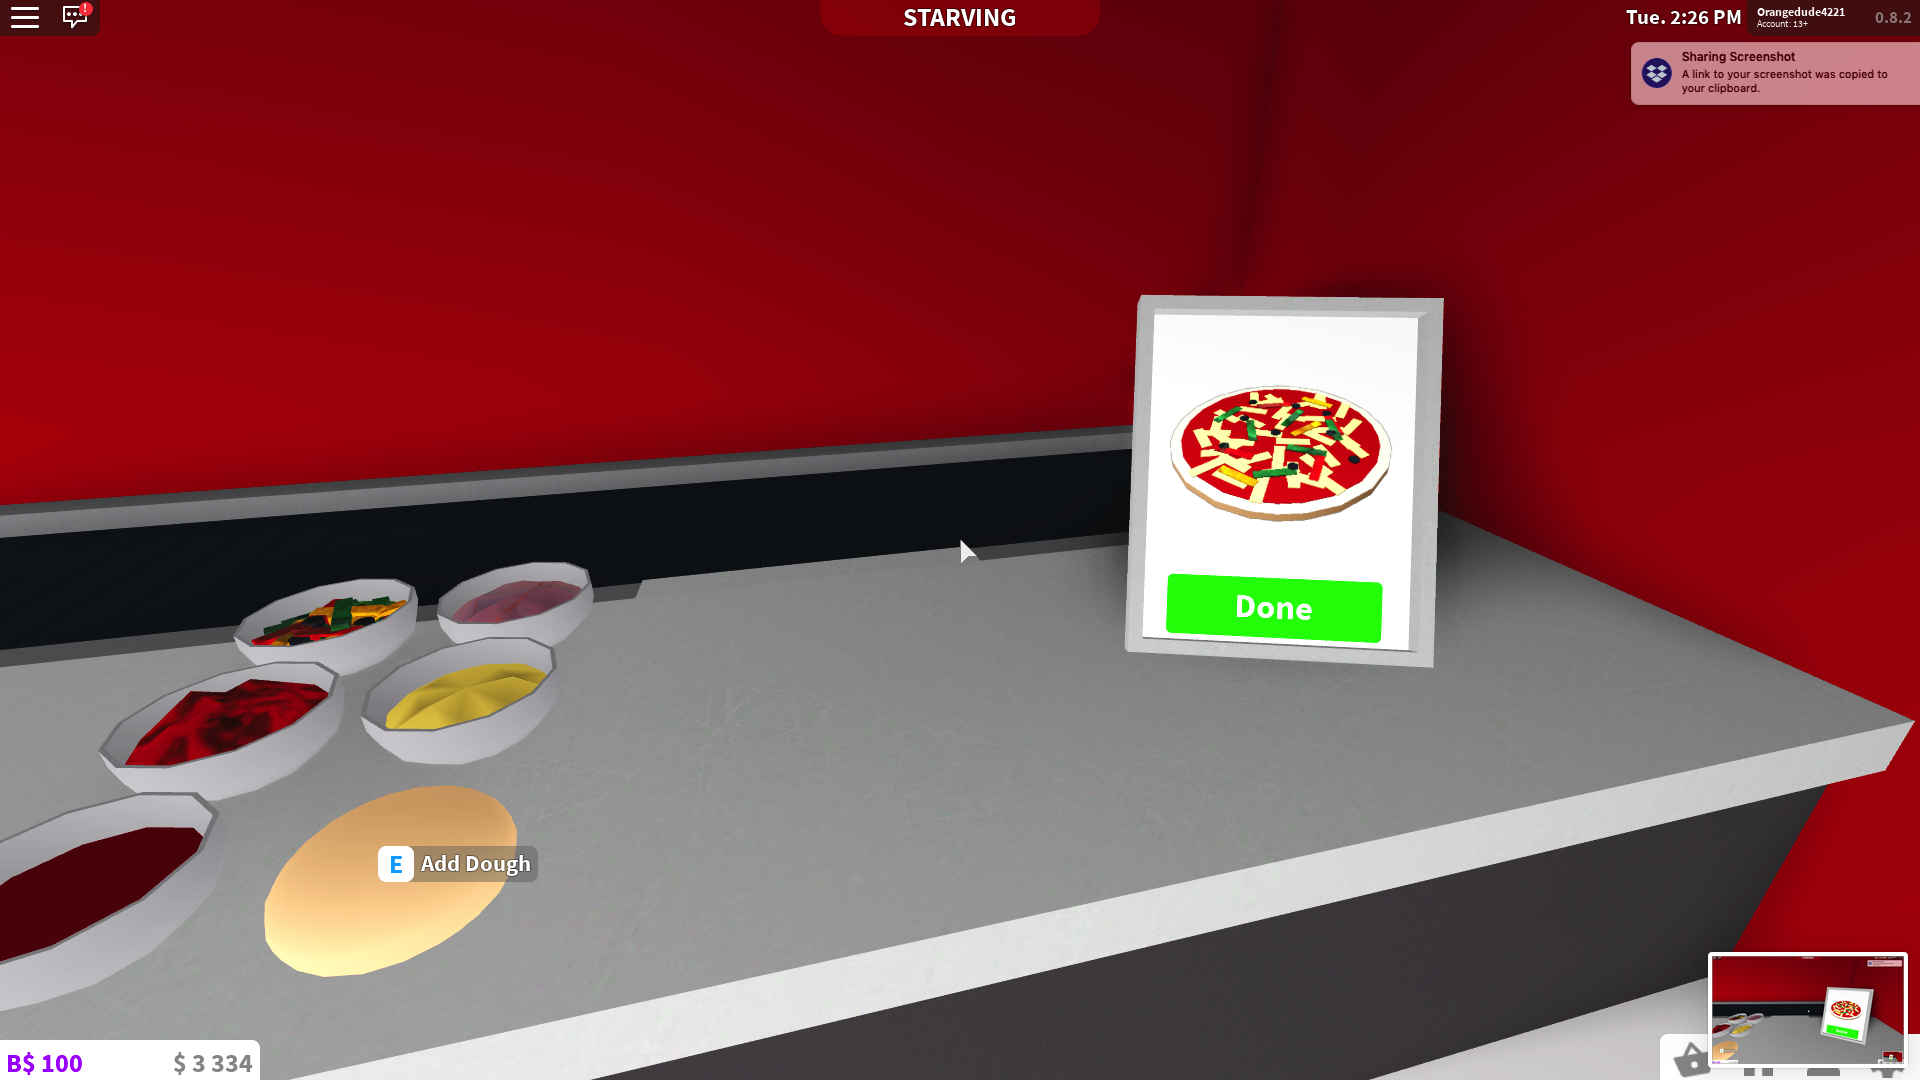 STARVING
Tue. 2:26 PM
Orangedude4221
Account: 13+
0.8.2
Sharing Screenshot
A link to your screenshot was copied to
your clipboard.
Done
E Add Dough
B$ 100
$ 3 334